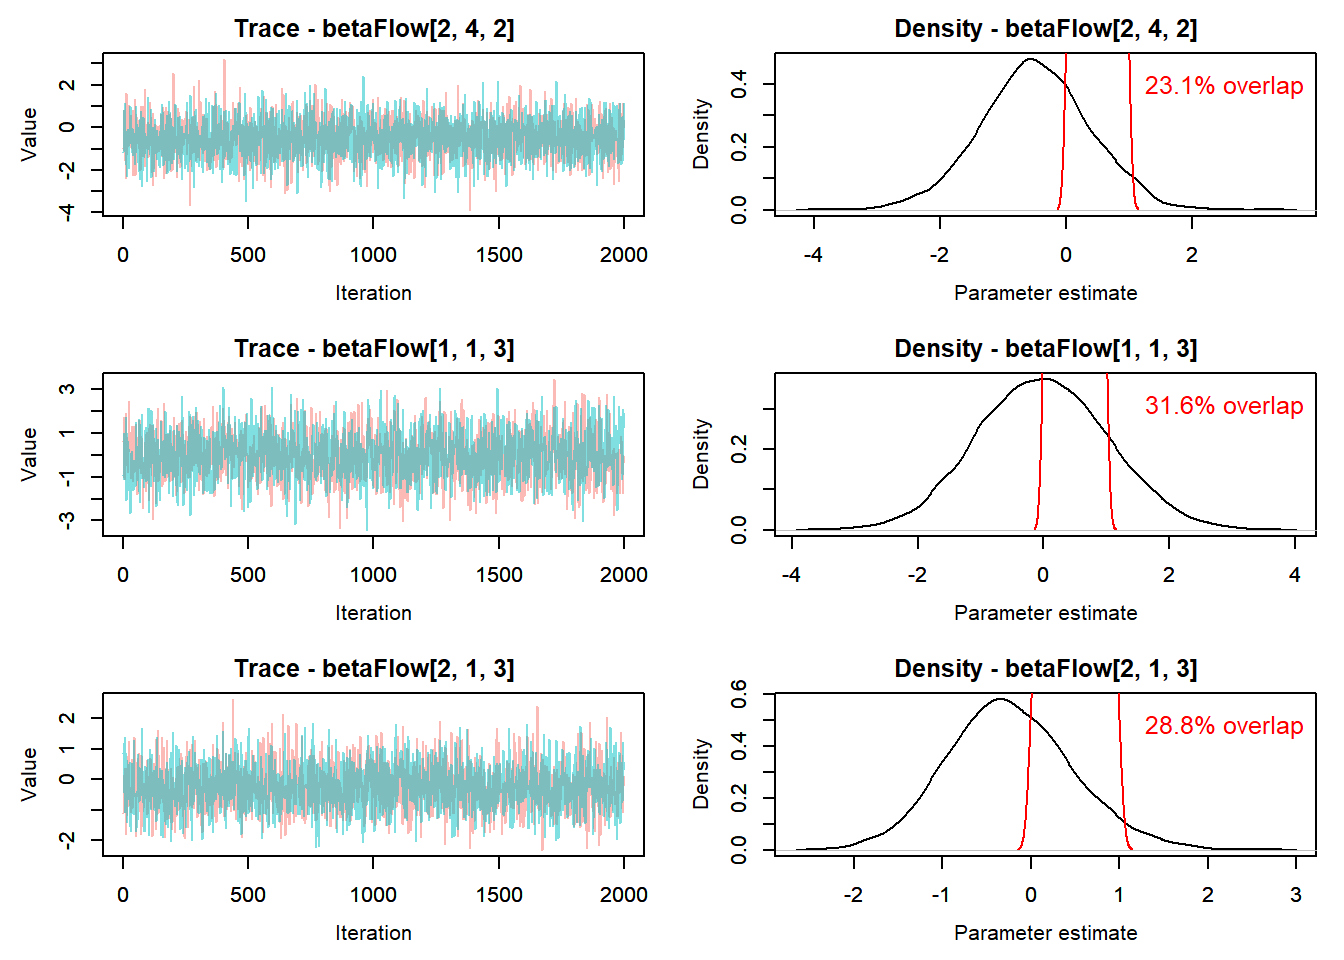 Trace - betaFlow[2, 4, 2]
Value
2
0
-2
-4
0
500
1000
1500
2000
Iteration
Density - betaFlow[2, 4, 2]
23.1% overlap
Density
0.4
0.2
0.0
-4
-2
0
2
Parameter estimate
Trace - betaFlow[1, 1, 3]
Value
3
1
-1
-3
0
500
1000
1500
2000
Iteration
Density - betaFlow[1, 1, 3]
31.6% overlap
Density
0.2
0.0
-4
-2
0
2
4
Parameter estimate
Trace - betaFlow[2, 1, 3]
Value
2
1
0
-2
0
500
1000
1500
2000
Iteration
Density - betaFlow[2, 1, 3]
28.8% overlap
Density
0.6
0.4
0.2
0.0
-2
-1
0
1
2
3
Parameter estimate